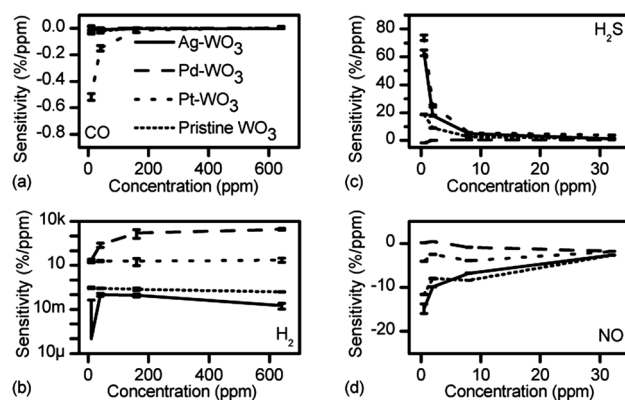 0.0
-0.2
-0.4
-0.6
-0.8
Sensitivity (%/ppm)
Ag-WO3
Pd-WO3
Pt-WO3
Pristine WO3
CO
0 200 400 600
(a) Concentration (ppm)
80
60
40
20
0
Sensitivity (%/ppm)
H2S
0 10 20 30
(c) Concentration (ppm)
10k
10
10m
10µ
Sensitivity (%/ppm)
H2
0 200 400 600
(b) Concentration (ppm)
0
-10
-20
Sensitivity (%/ppm)
NO
0 10 20 30
(d) Concentration (ppm)